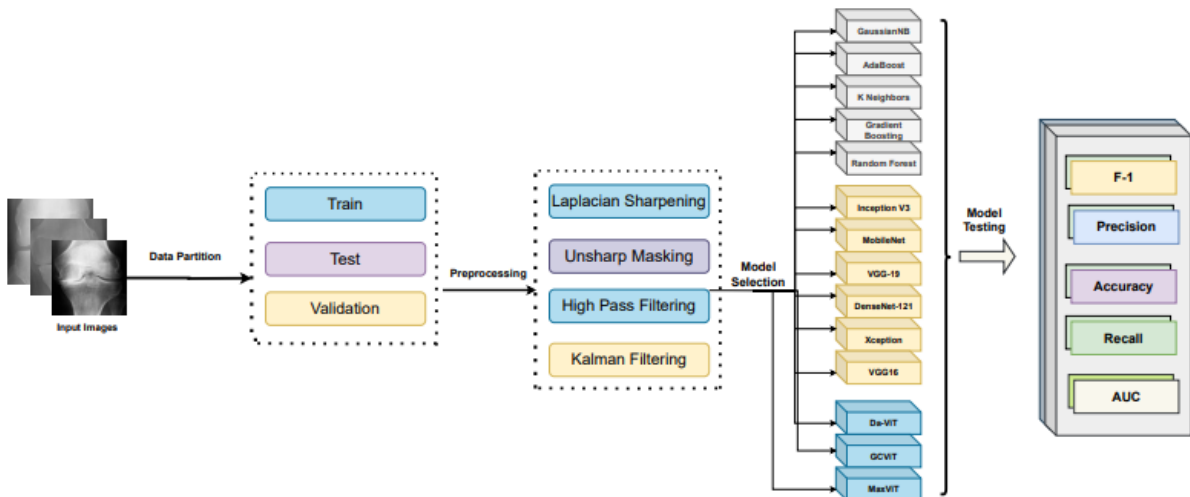 Input Images
Data Partition
Train
Test
Validation
Preprocessing
Laplacian Sharpening
Unsharp Masking
High Pass Filtering
Kalman Filtering
Model
Selection
GaussianNB
AdaBoost
K Neighbors
Gradient
Boosting
Random Forest
Inception V3
MobileNet
VGG-19
DenseNet-121
Xception
VGG16
Da-ViT
GCViT
MaxViT
Model
Testing
F-1
Precision
Accuracy
Recall
AUC